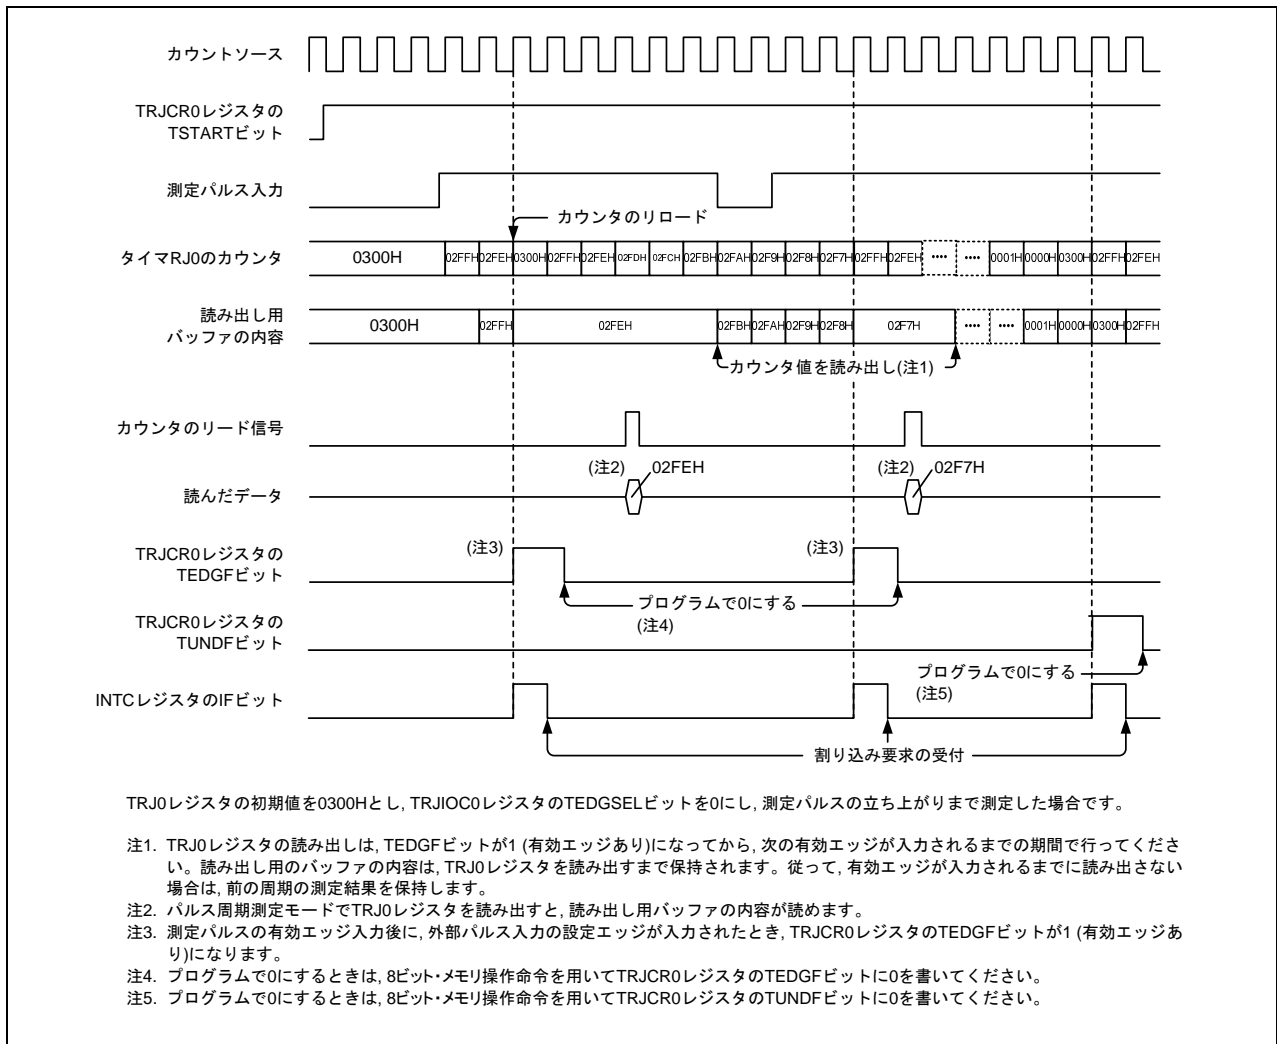 カウントソース
TRJCR0レジスタの
TSTARTビット
測定パルス入力
カウンタのリロード
タイマRJ0のカウンタ
0300H 02FFH 02FEH 0300H 02FFH 02FEH 02FDH 02FCH 02FBH 02FAH 02F9H 02F8H 02F7H 02FFH 02FEH •••• •••• 0001H 0000H 0300H 02FFH 02FEH
読み出し用
バッファの内容
0300H 02FFH 02FEH 02FBH 02FAH 02F9H 02F8H 02F7H •••• •••• 0001H 0000H 0300H 02FFH
カウンタ値を読み出し(注1)
カウンタのリード信号
(注2) 02FEH (注2) 02F7H
読んだデータ
TRJCR0レジスタの
TEDGFビット
(注3) (注3)
プログラムで0にする
(注4)
TRJCR0レジスタの
TUNDFビット
プログラムで0にする
(注5)
INTCレジスタのIFビット
割り込み要求の受付
TRJ0レジスタの初期値を0300Hとし, TRJIOC0レジスタのTEDGSELビットを0にし, 測定パルスの立ち上がりまで測定した場合です。
注1. TRJ0レジスタの読み出しは, TEDGFビットが1 (有効エッジあり)になってから, 次の有効エッジが入力されるまでの期間で行ってくださ
い。読み出し用のバッファの内容は, TRJ0レジスタを読み出すまで保持されます。従って, 有効エッジが入力されるまでに読み出さない
場合は, 前の周期の測定結果を保持します。
注2. パルス周期測定モードでTRJ0レジスタを読み出すと, 読み出し用バッファの内容が読めます。
注3. 測定パルスの有効エッジ入力後に, 外部パルス入力の設定エッジが入力されたとき, TRJCR0レジスタのTEDGFビットが1 (有効エッジあ
り)になります。
注4. プログラムで0にするときは, 8ビット・メモリ操作命令を用いてTRJCR0レジスタのTEDGFビットに0を書いてください。
注5. プログラムで0にするときは, 8ビット・メモリ操作命令を用いてTRJCR0レジスタのTUNDFビットに0を書いてください。